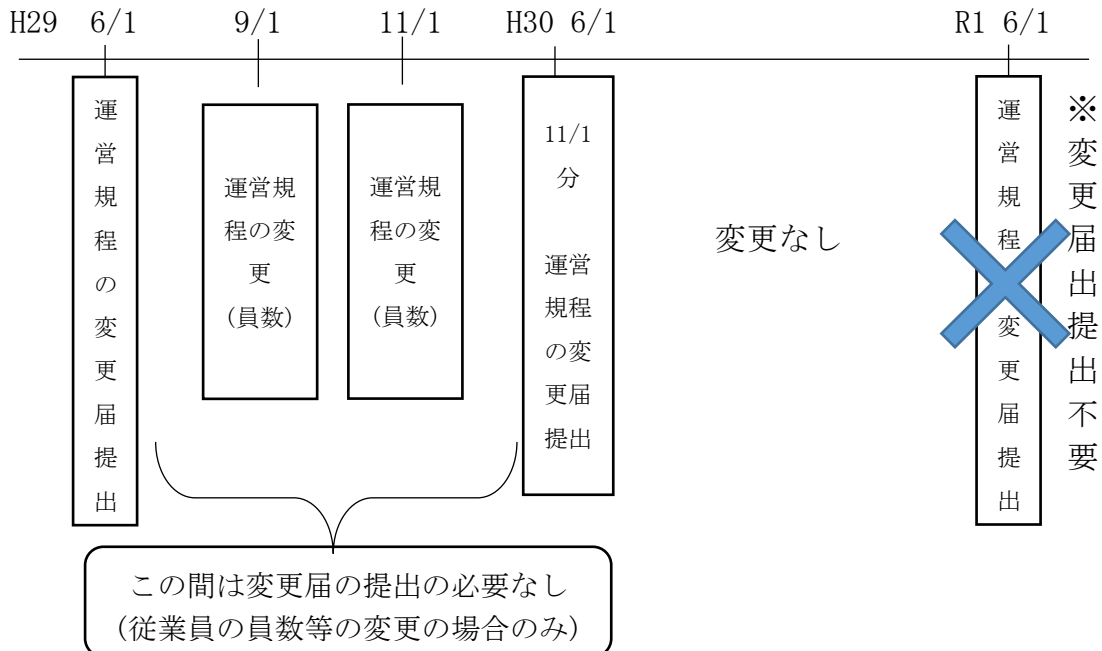 H29 6/1 9/1 11/1 H30 6/1 R1 6/1
運営規程の変更届提出
運営規
程の変
更
(員数)
運営規
程の変
更
(員数)
11/1
分
運営
規程
の変
更届
提出
変更なし
運営規程 変更届提出
※変更届出提出不要
この間は変更届の提出の必要なし
(従業員の員数等の変更の場合のみ)